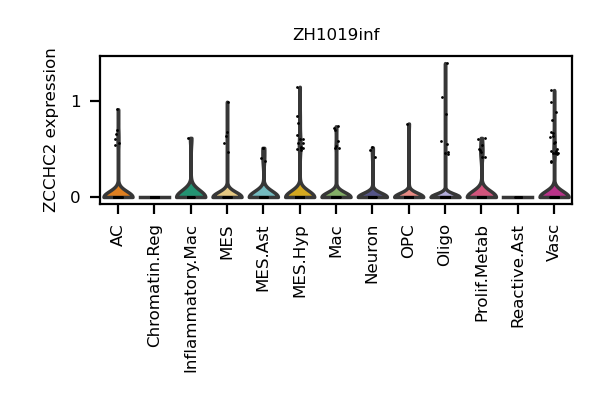 ZH1019inf
ZCCHC2 expression
1
0
AC
Chromatin.Reg
Inflammatory.Mac
MES
MES.Ast
MES.Hyp
Mac
Neuron
OPC
Oligo
Prolif.Metab
Reactive.Ast
Vasc